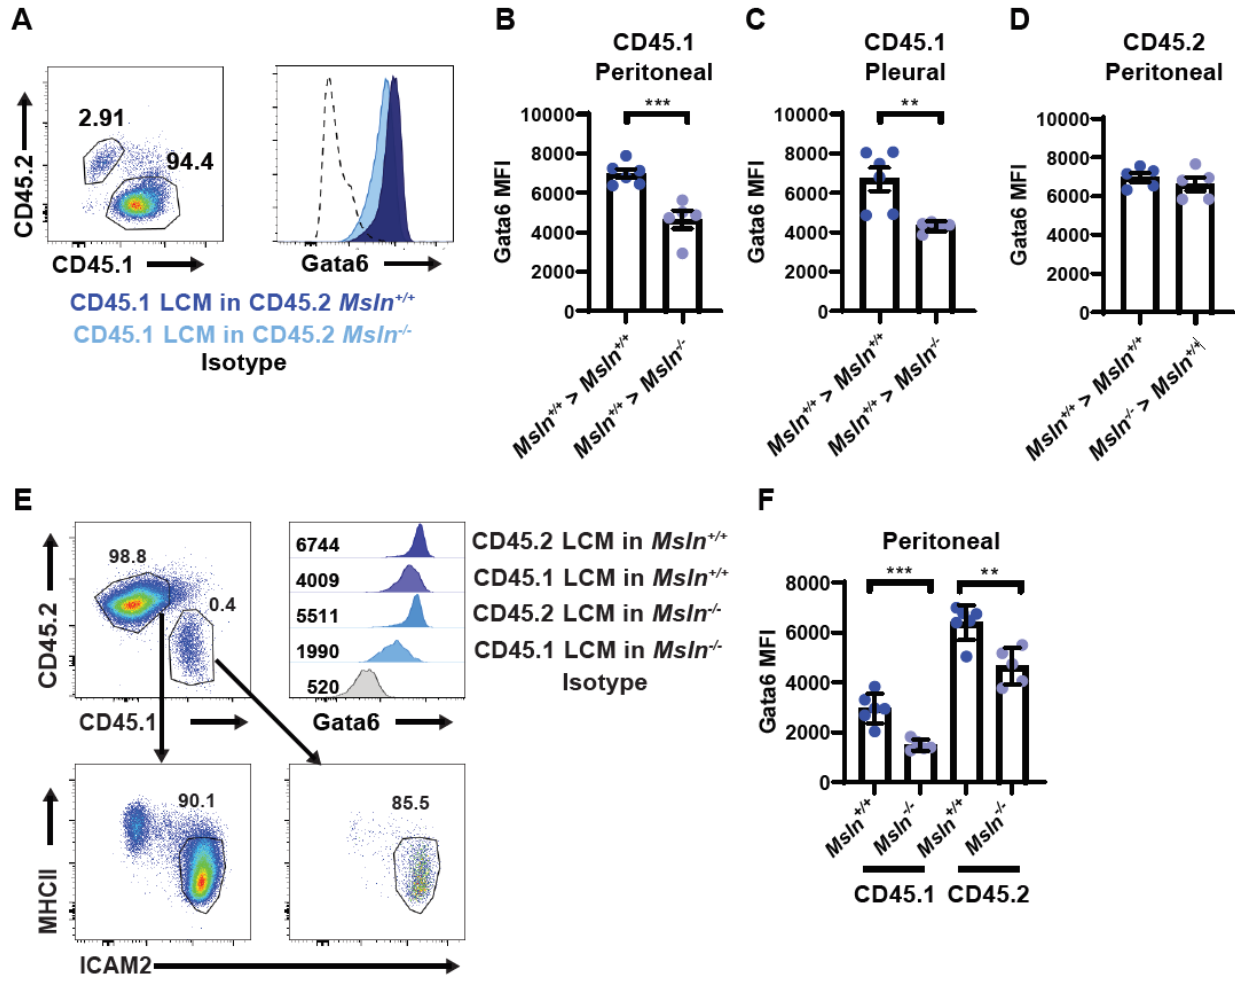 A
CD45.2
2.91
94.4
CD45.1
Gata6
CD45.1 LCM in CD45.2 Msln+/+
CD45.1 LCM in CD45.2 Msln-/-
Isotype
B
CD45.1
Peritoneal
***
Gata6 MFI
10000
8000
6000
4000
2000
0
Msln+/+ > Msln+/+
Msln+/+ > Msln-/-
C
CD45.1
Pleural
**
Gata6 MFI
10000
8000
6000
4000
2000
0
Msln+/+ > Msln+/+
Msln+/+ > Msln-/-
D
CD45.2
Peritoneal
Gata6 MFI
10000
8000
6000
4000
2000
0
Msln+/+ > Msln+/+
Msln-/- > Msln+/+
E
CD45.2
98.8
0.4
CD45.1
6744
4009
5511
1990
520
Gata6
CD45.2 LCM in Msln+/+
CD45.1 LCM in Msln+/+
CD45.2 LCM in Msln-/-
CD45.1 LCM in Msln-/-
Isotype
MHCII
90.1
85.5
ICAM2
F
Peritoneal
***
**
Gata6 MFI
8000
6000
4000
2000
0
Msln+/+
Msln-/-
Msln+/+
Msln-/-
CD45.1
CD45.2